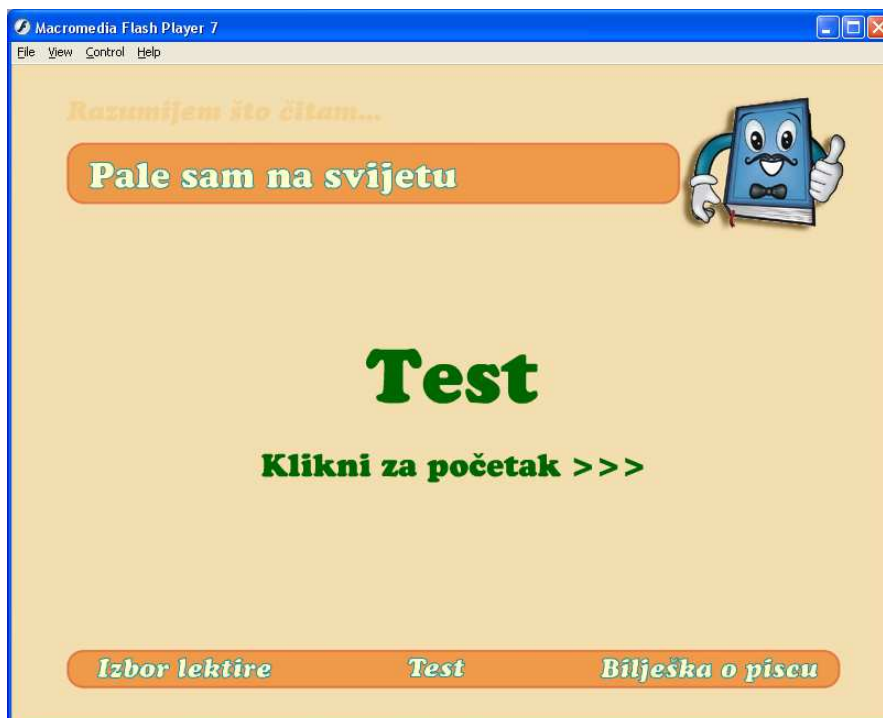 Macromedia Flash Player 7
File View Control Help
Razumijem što čitam...
Pale sam na svijetu
Test
Klikni za početak >>>
Izbor lektire Test Bilješka o piscu